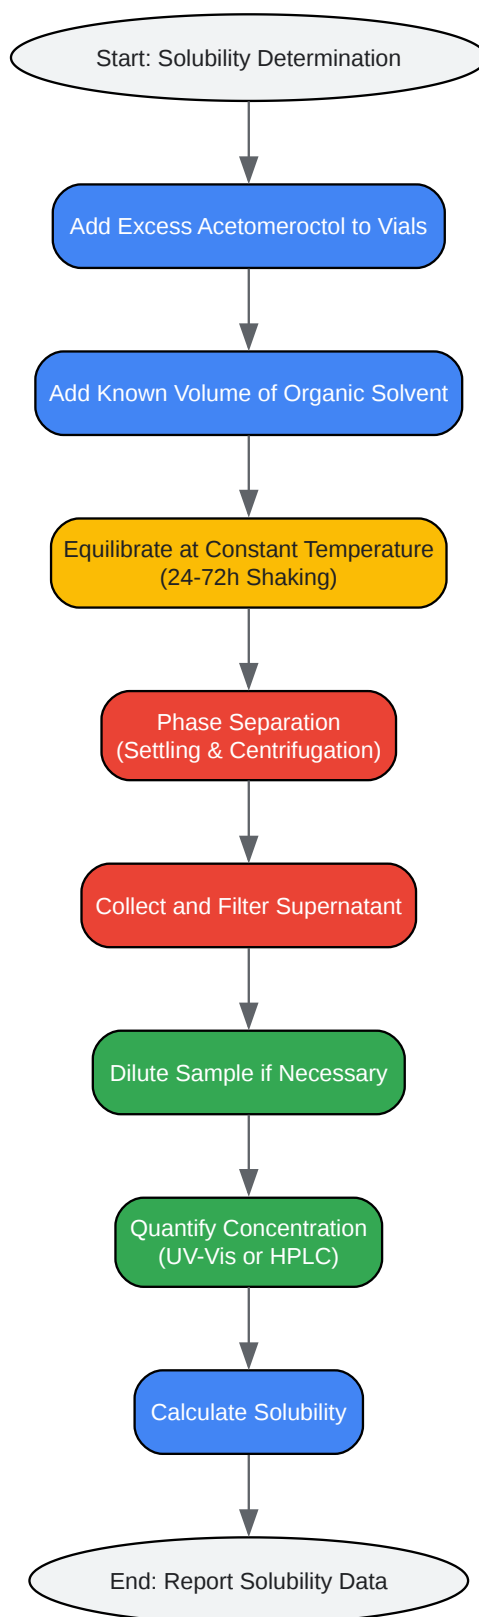 Start: Solubility Determination
Add Excess Acetomeroctol to Vials
Add Known Volume of Organic Solvent
Equilibrate at Constant Temperature
(24-72h Shaking)
Phase Separation
(Settling & Centrifugation)
Collect and Filter Supernatant
Dilute Sample if Necessary
Quantify Concentration
(UV-Vis or HPLC)
Calculate Solubility
End: Report Solubility Data